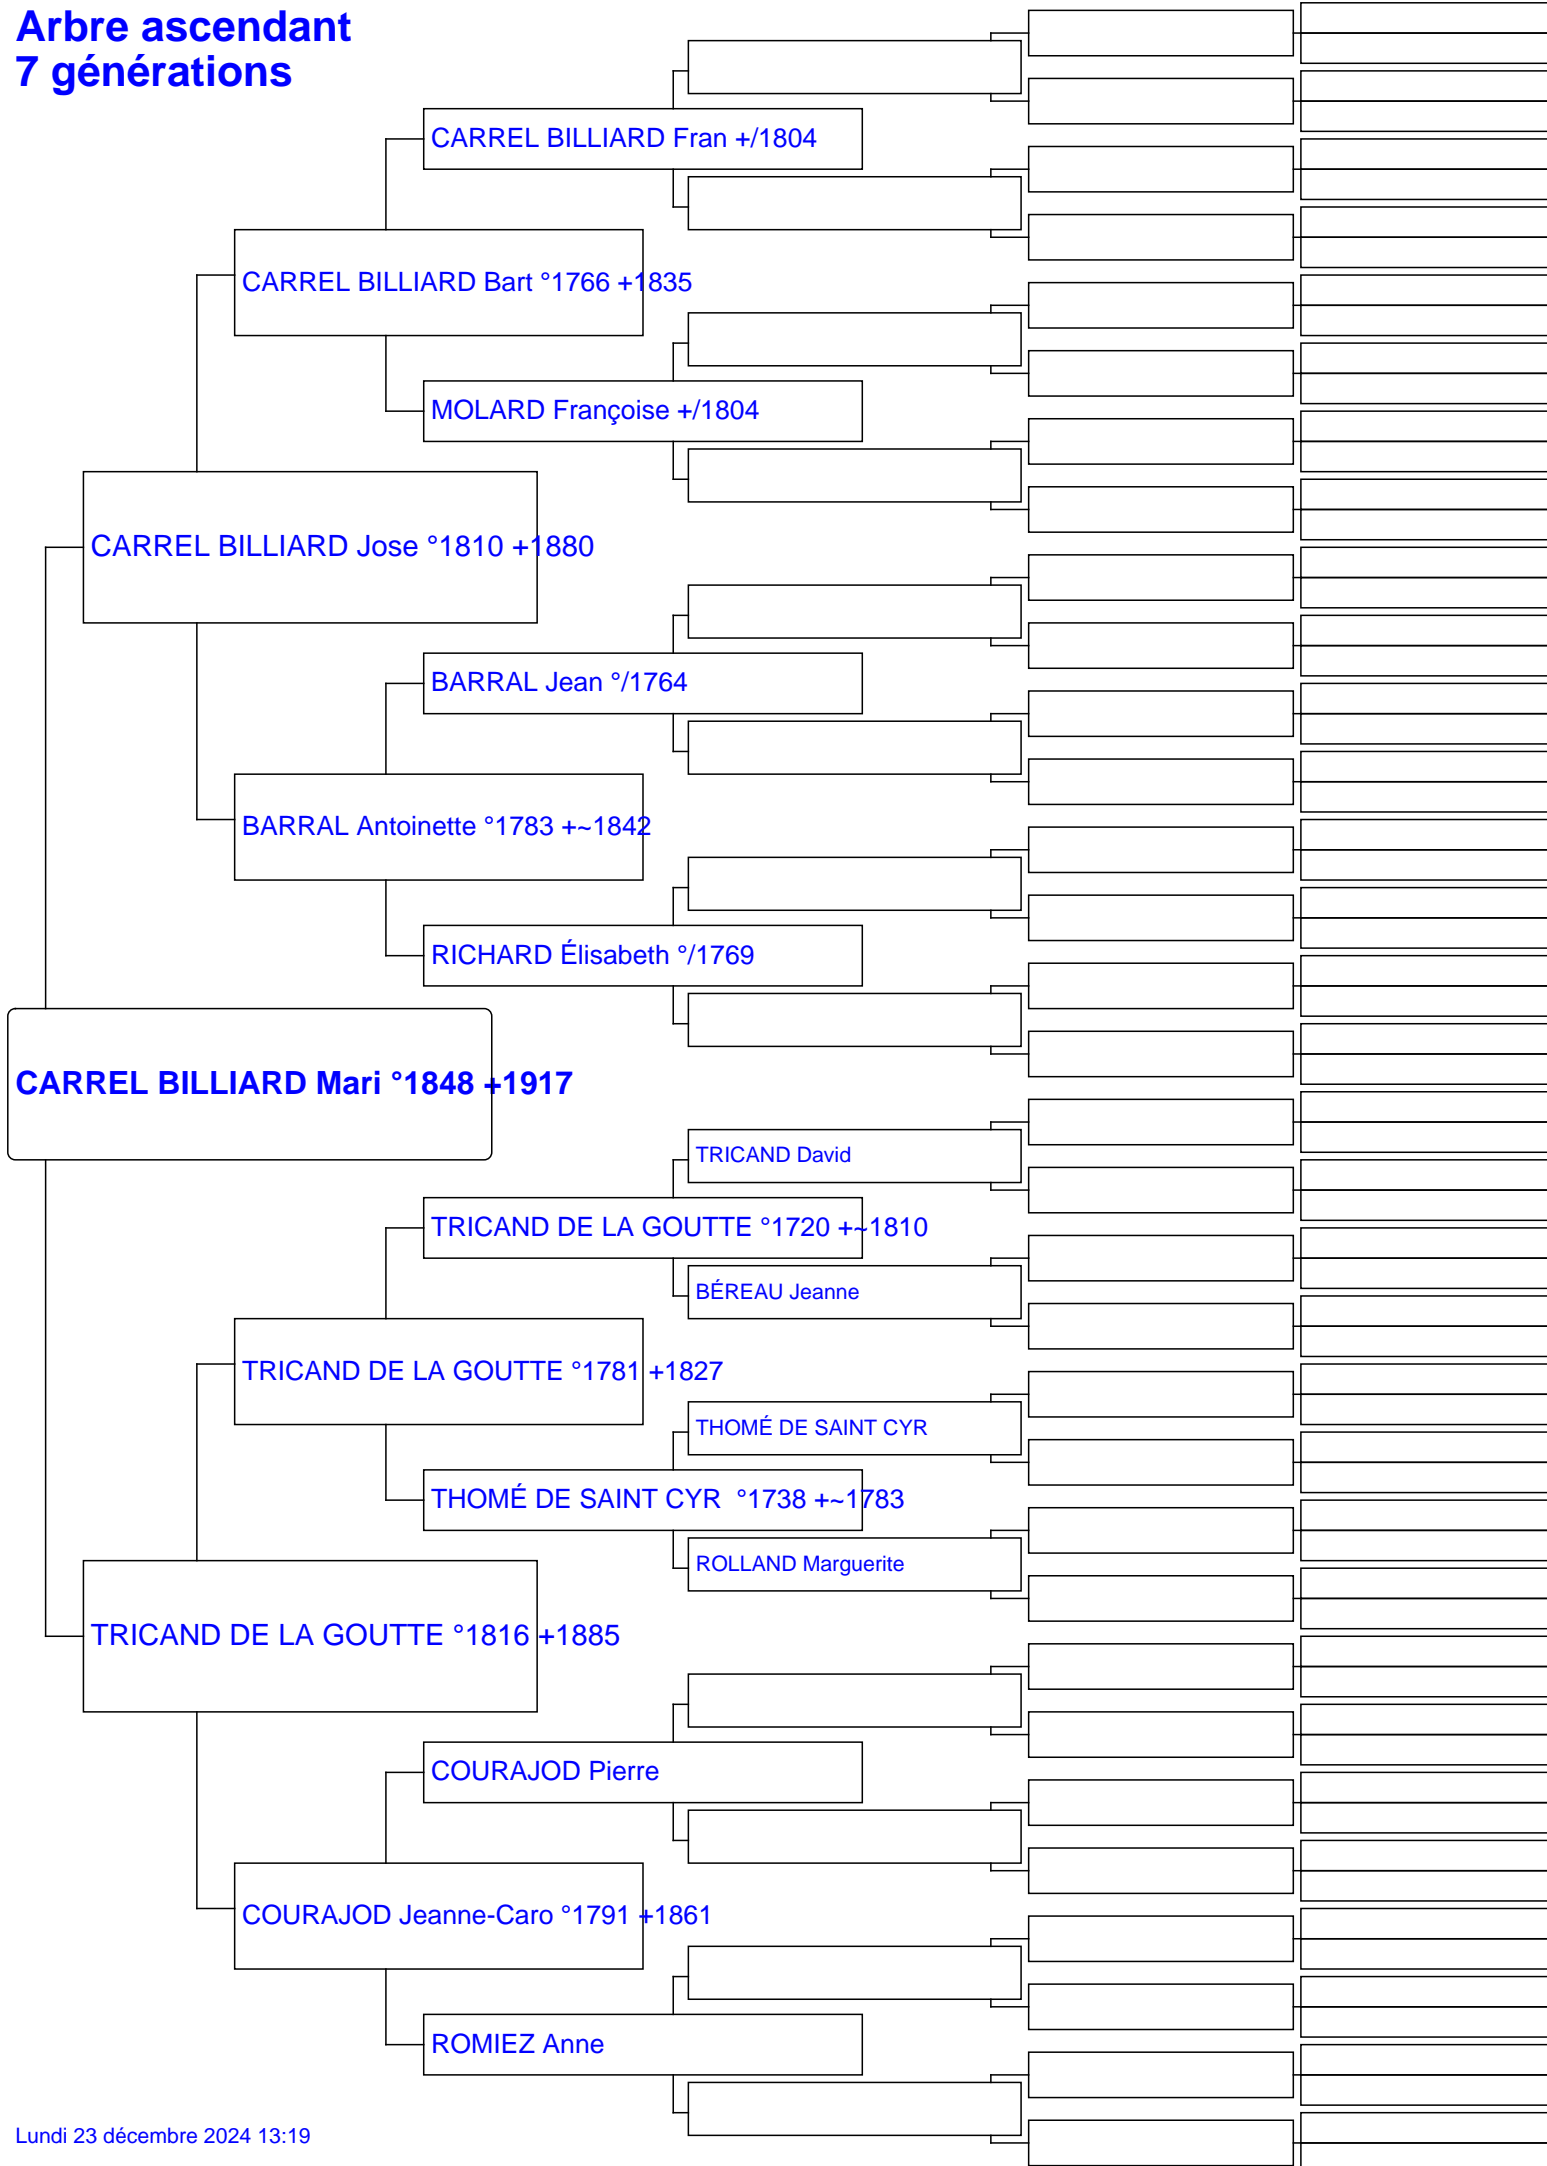 Arbre ascendant
7 générations
CARREL BILLIARD Fran +/1804
CARREL BILLIARD Bart °1766 +1835
MOLARD Françoise +/1804
CARREL BILLIARD Jose °1810 +1880
BARRAL Jean °/1764
BARRAL Antoinette °1783 +~1842
RICHARD Élisabeth °/1769
CARREL BILLIARD Mari °1848 +1917
TRICAND David
TRICAND DE LA GOUTTE °1720 +~1810
BÉREAU Jeanne
TRICAND DE LA GOUTTE °1781 +1827
THOMÉ DE SAINT CYR
THOMÉ DE SAINT CYR  °1738 +~1783
ROLLAND Marguerite
TRICAND DE LA GOUTTE °1816 +1885
COURAJOD Pierre
COURAJOD Jeanne-Caro °1791 +1861
ROMIEZ Anne
Lundi 23 décembre 2024 13:19